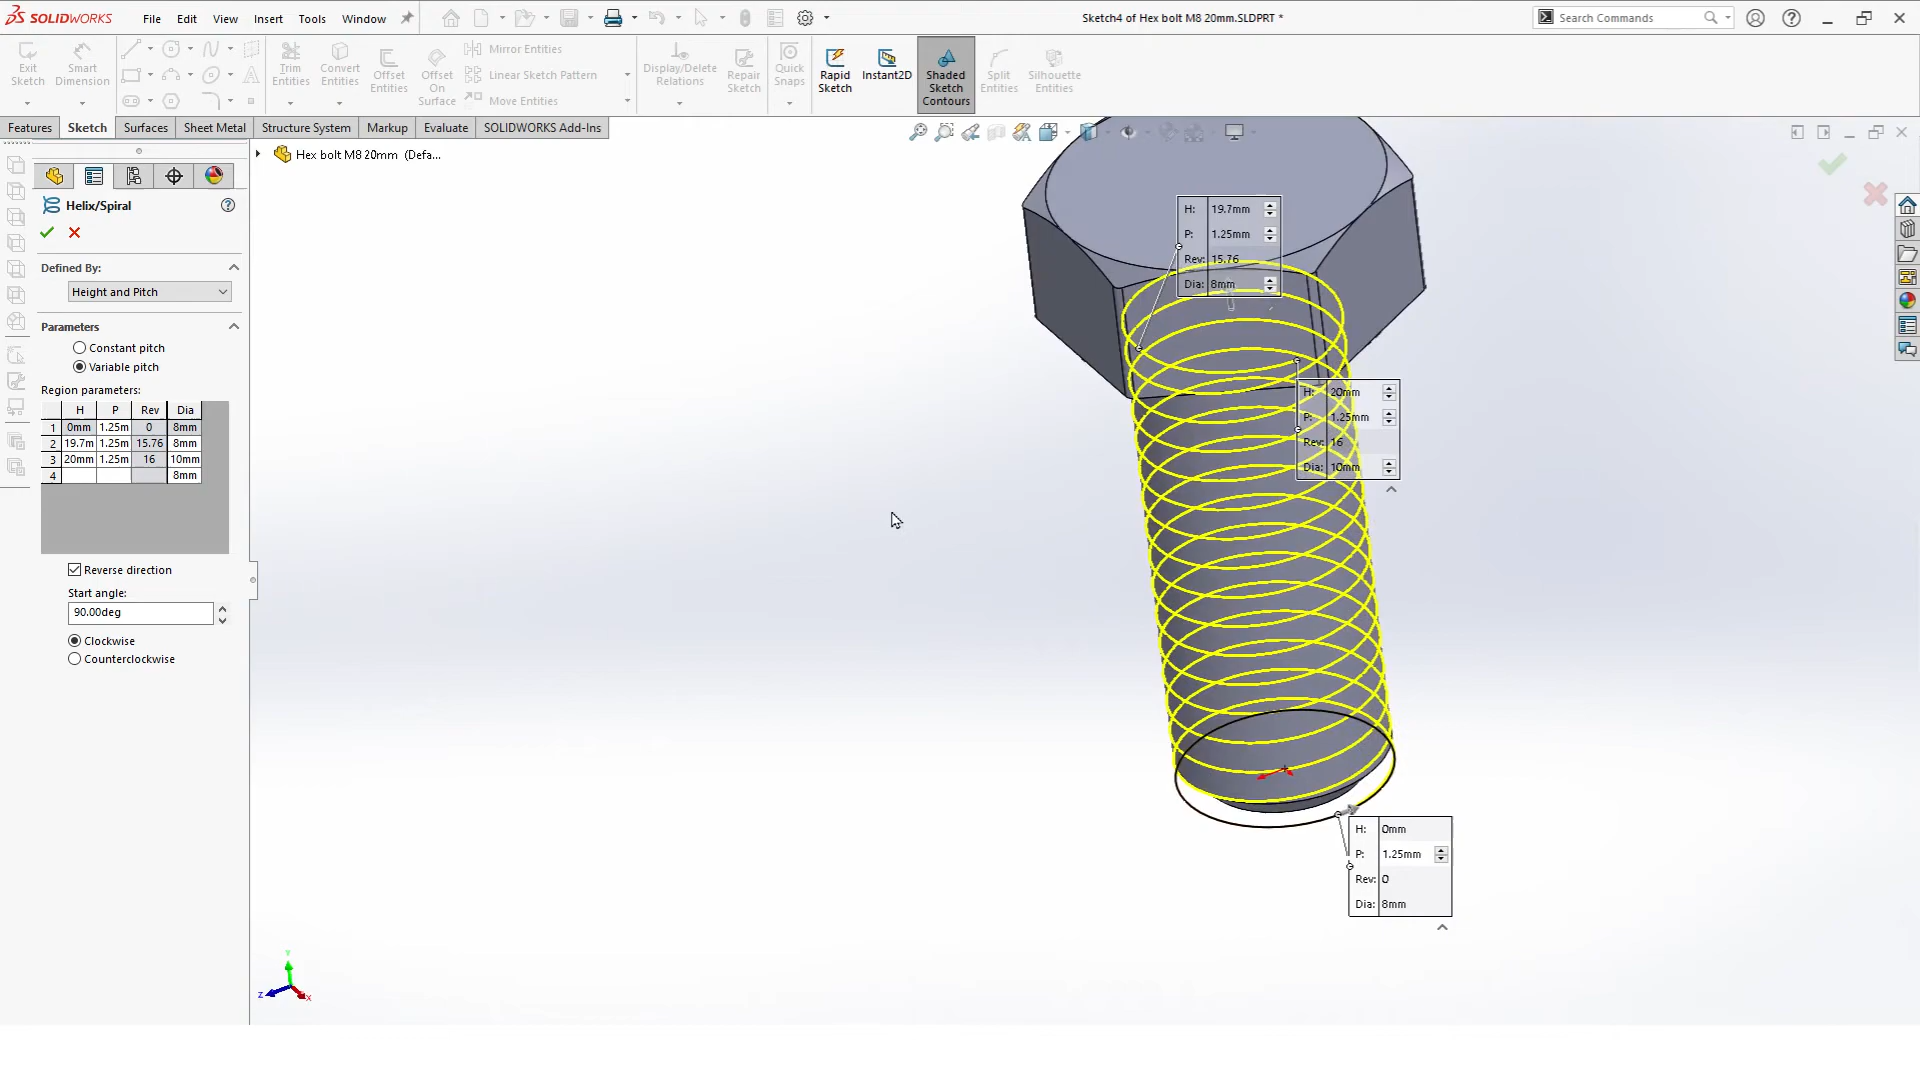 SOLIDWORKS File Edit View Insert Tools Window Sketch4 of Hex bolt M8 20mm.SLDPRT * Search Commands
Exit Sketch
Smart Dimension
Trim Entities
Convert Entities
Offset Entities
Offset On Surface
Mirror Entities
Linear Sketch Pattern
Move Entities
Display/Delete Relations
Repair Sketch
Quick Snaps
Rapid Sketch
Instant2D
Shaded Sketch Contours
Split Entities
Silhouette Entities
Features Sketch Surfaces Sheet Metal Structure System Markup Evaluate SOLIDWORKS Add-Ins
Hex bolt M8 20mm (Defa...
Helix/Spiral
Defined By:
Height and Pitch
Parameters
Constant pitch
Variable pitch
Region parameters:
H P Rev Dia
1 0mm 1.25m 0 8mm
2 19.7m 1.25m 15.76 8mm
3 20mm 1.25m 16 10mm
4 8mm
Reverse direction
Start angle:
90.00deg
Clockwise
Counterclockwise
H: 19.7mm
P: 1.25mm
Rev: 15.76
Dia: 8mm
H: 20mm
P: 1.25mm
Rev: 16
Dia: 10mm
H: 0mm
P: 1.25mm
Rev: 0
Dia: 8mm
Y
Z
X